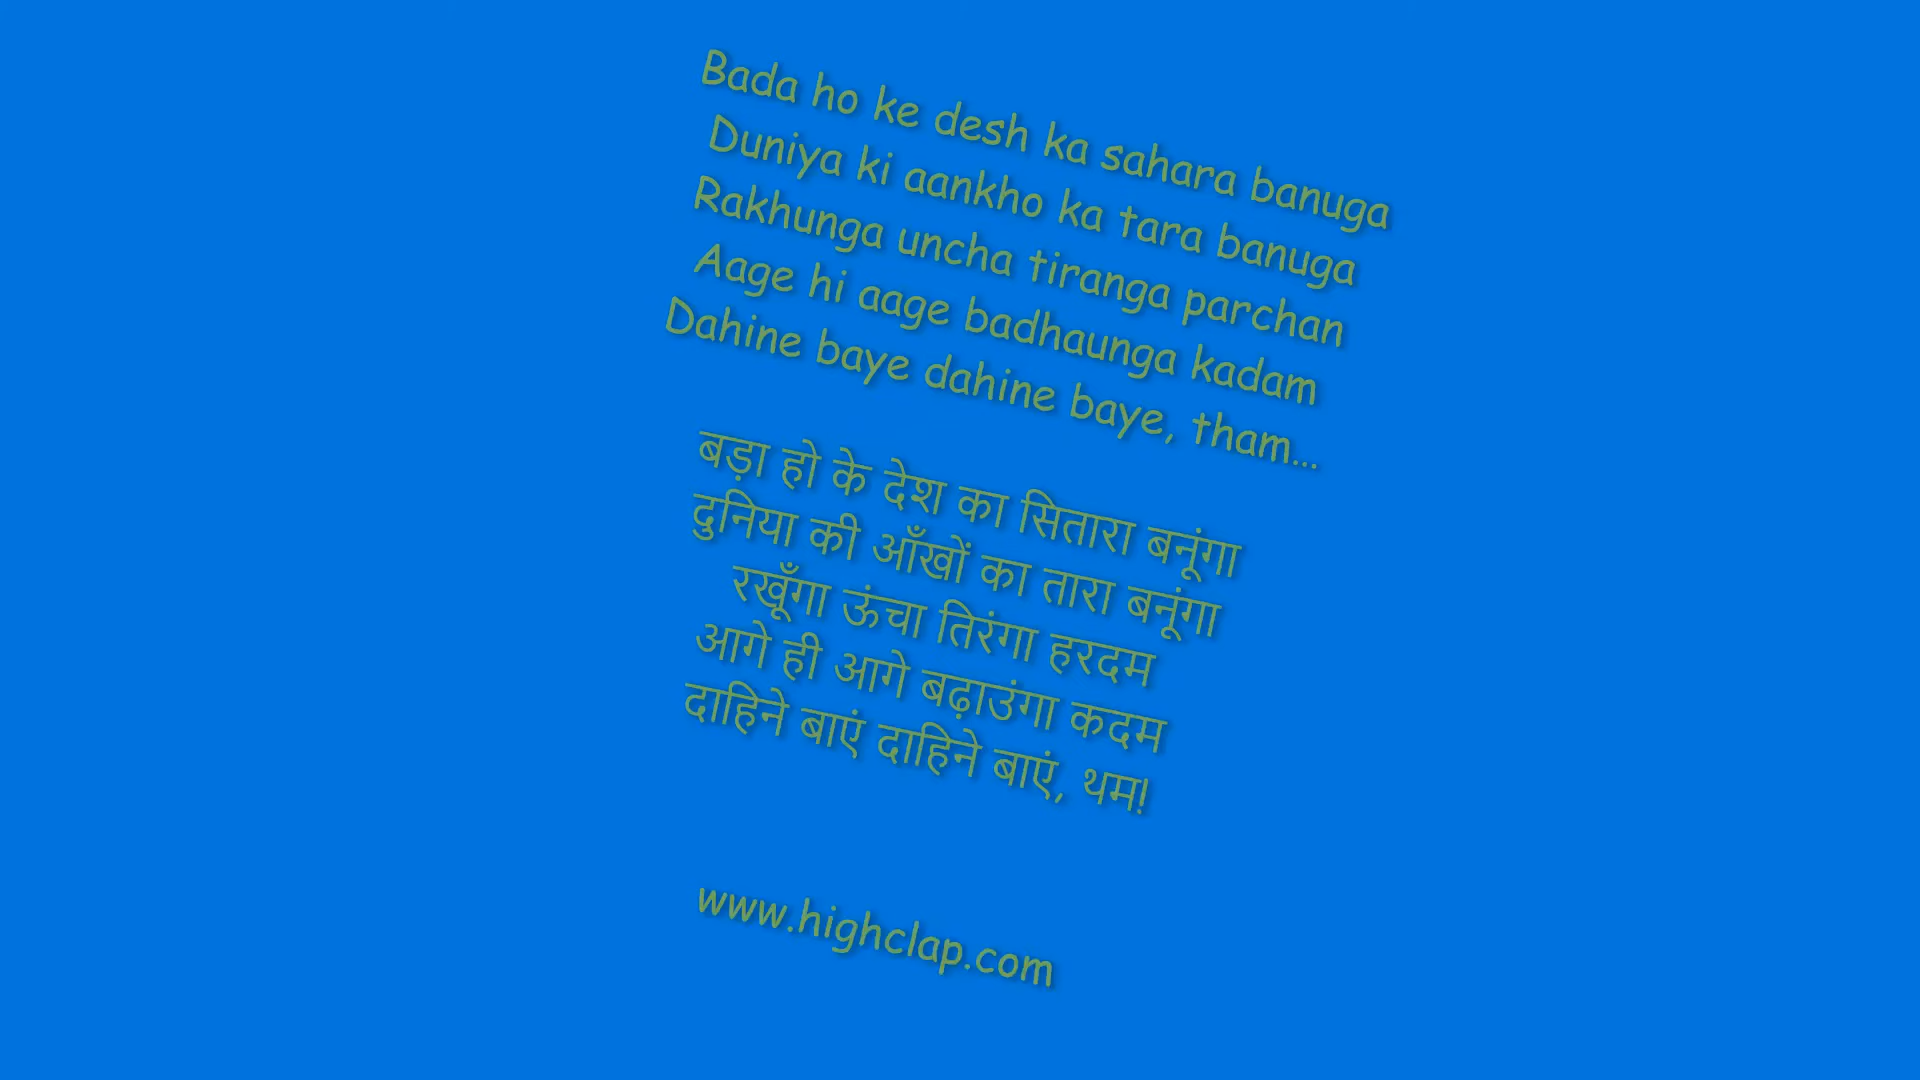 Bada ho ke desh ka sahara banuga
Duniya ki aankho ka tara banuga
Rakhunga uncha tiranga parchan
Aage hi aage badhaunga kadam
Dahine baye dahine baye, tham...
बड़ा हो के देश का सितारा बनूंगा
दुनिया की आँखों का तारा बनूंगा
रखूँगा ऊंचा तिरंगा हरदम
आगे ही आगे बढ़ाउंगा कदम
दाहिने बाएं दाहिने बाएं, थम!
www.highclap.com